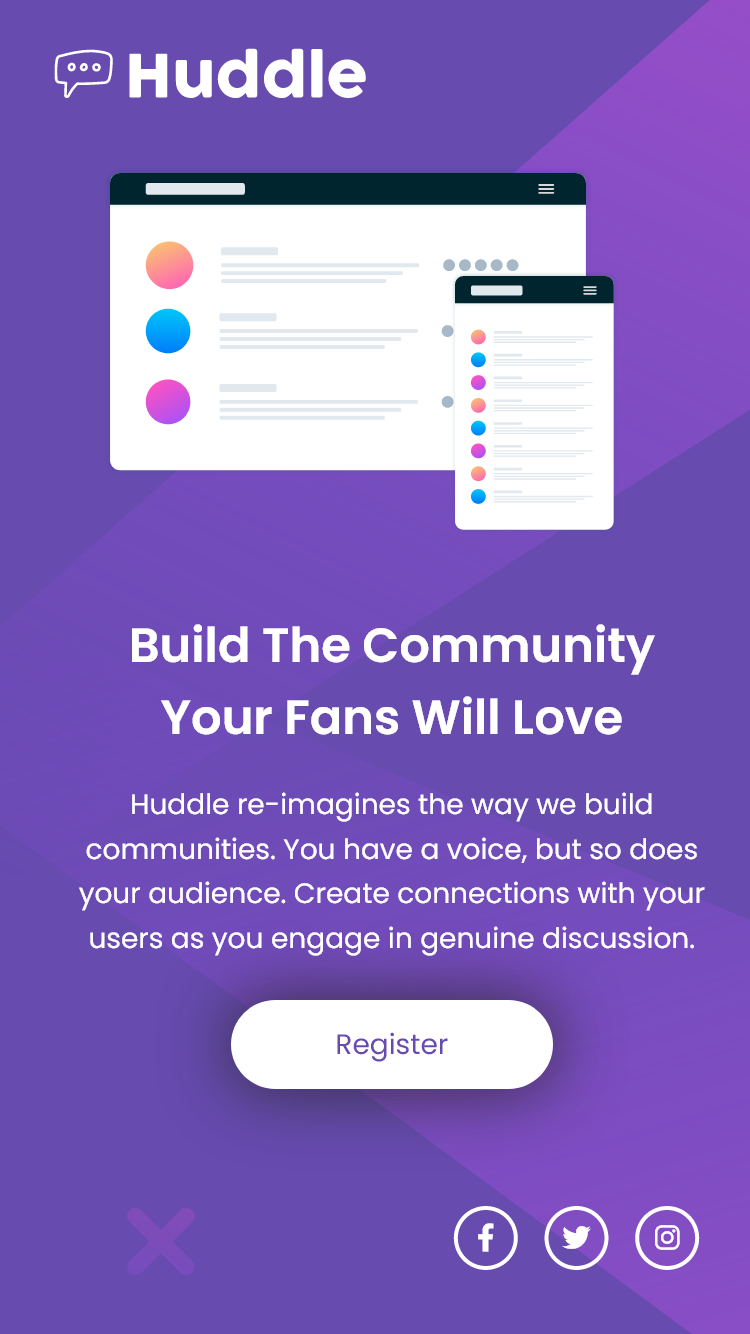 Huddle
Build The Community
Your Fans Will Love
Huddle re-imagines the way we build
communities. You have a voice, but so does
your audience. Create connections with your
users as you engage in genuine discussion.
Register